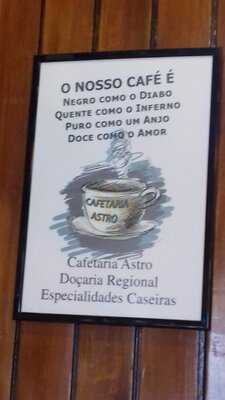 O NOSSO CAFÉ É
NEGRO COMO O DIABO
QUENTE COMO O INFERNO
PURO COMO UM ANJO
DOCE COMO O AMOR
CAFETARIA
ASTRO
Cafetaria Astro
Doçaria Regional
Especialidades Caseiras